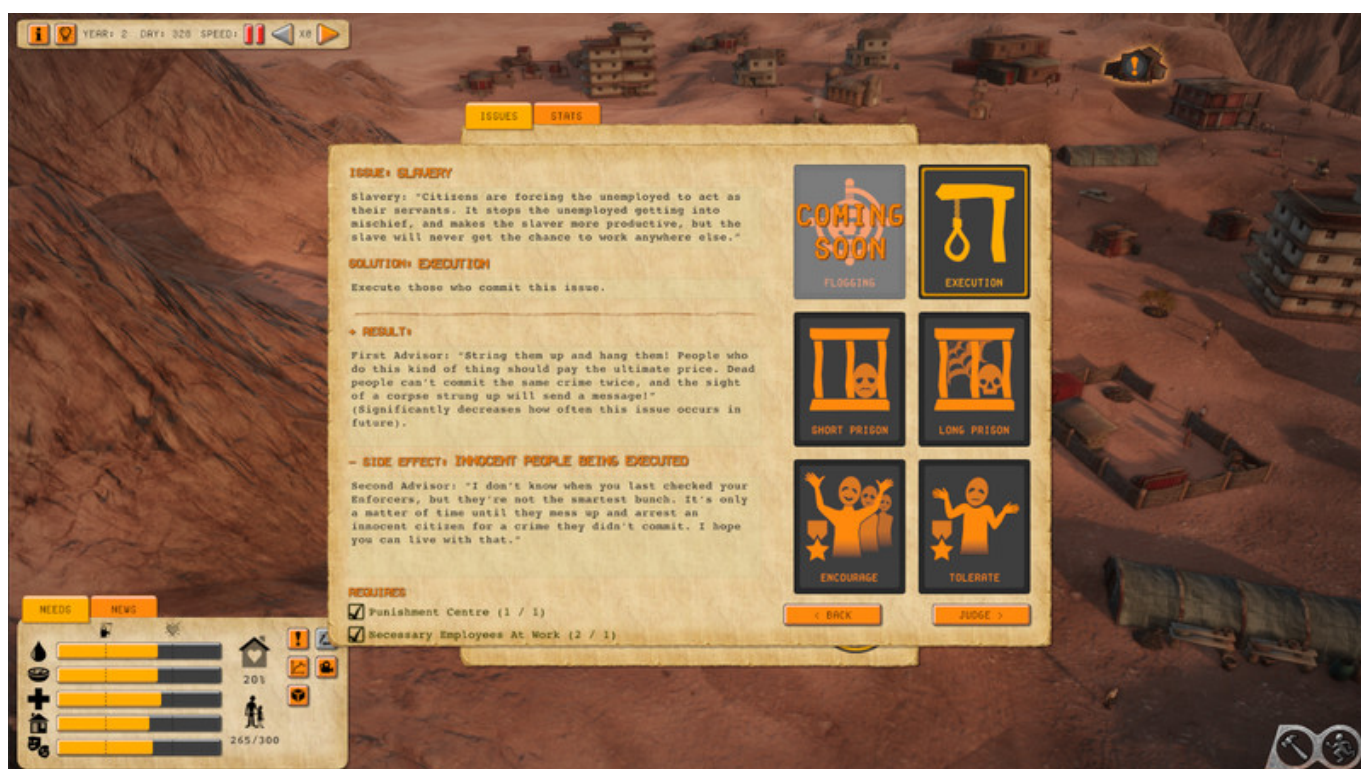 YEAR: 2 DAY: 328 SPEED: X0
ISSUES STATS
ISSUE: SLAVERY
Slavery: "Citizens are forcing the unemployed to act as
their servants. It stops the unemployed getting into
mischief, and makes the slaver more productive, but the
slave will never get the chance to work anywhere else."
SOLUTION: EXECUTION
Execute those who commit this issue.
+ RESULT:
First Advisor: "String them up and hang them! People who
do this kind of thing should pay the ultimate price. Dead
people can't commit the same crime twice, and the sight
of a corpse strung up will send a message!"
(Significantly decreases how often this issue occurs in
future).
- SIDE EFFECT: INNOCENT PEOPLE BEING EXECUTED
Second Advisor: "I don't know when you last checked your
Enforcers, but they're not the smartest bunch. It's only
a matter of time until they mess up and arrest an
innocent citizen for a crime they didn't commit. I hope
you can live with that."
REQUIRES
Punishment Centre (1 / 1)
Necessary Employees At Work (2 / 1)
COMING
SOON
FLOGGING
EXECUTION
SHORT PRISON
LONG PRISON
ENCOURAGE
TOLERATE
< BACK
JUDGE >
NEEDS NEWS
20%
265/300